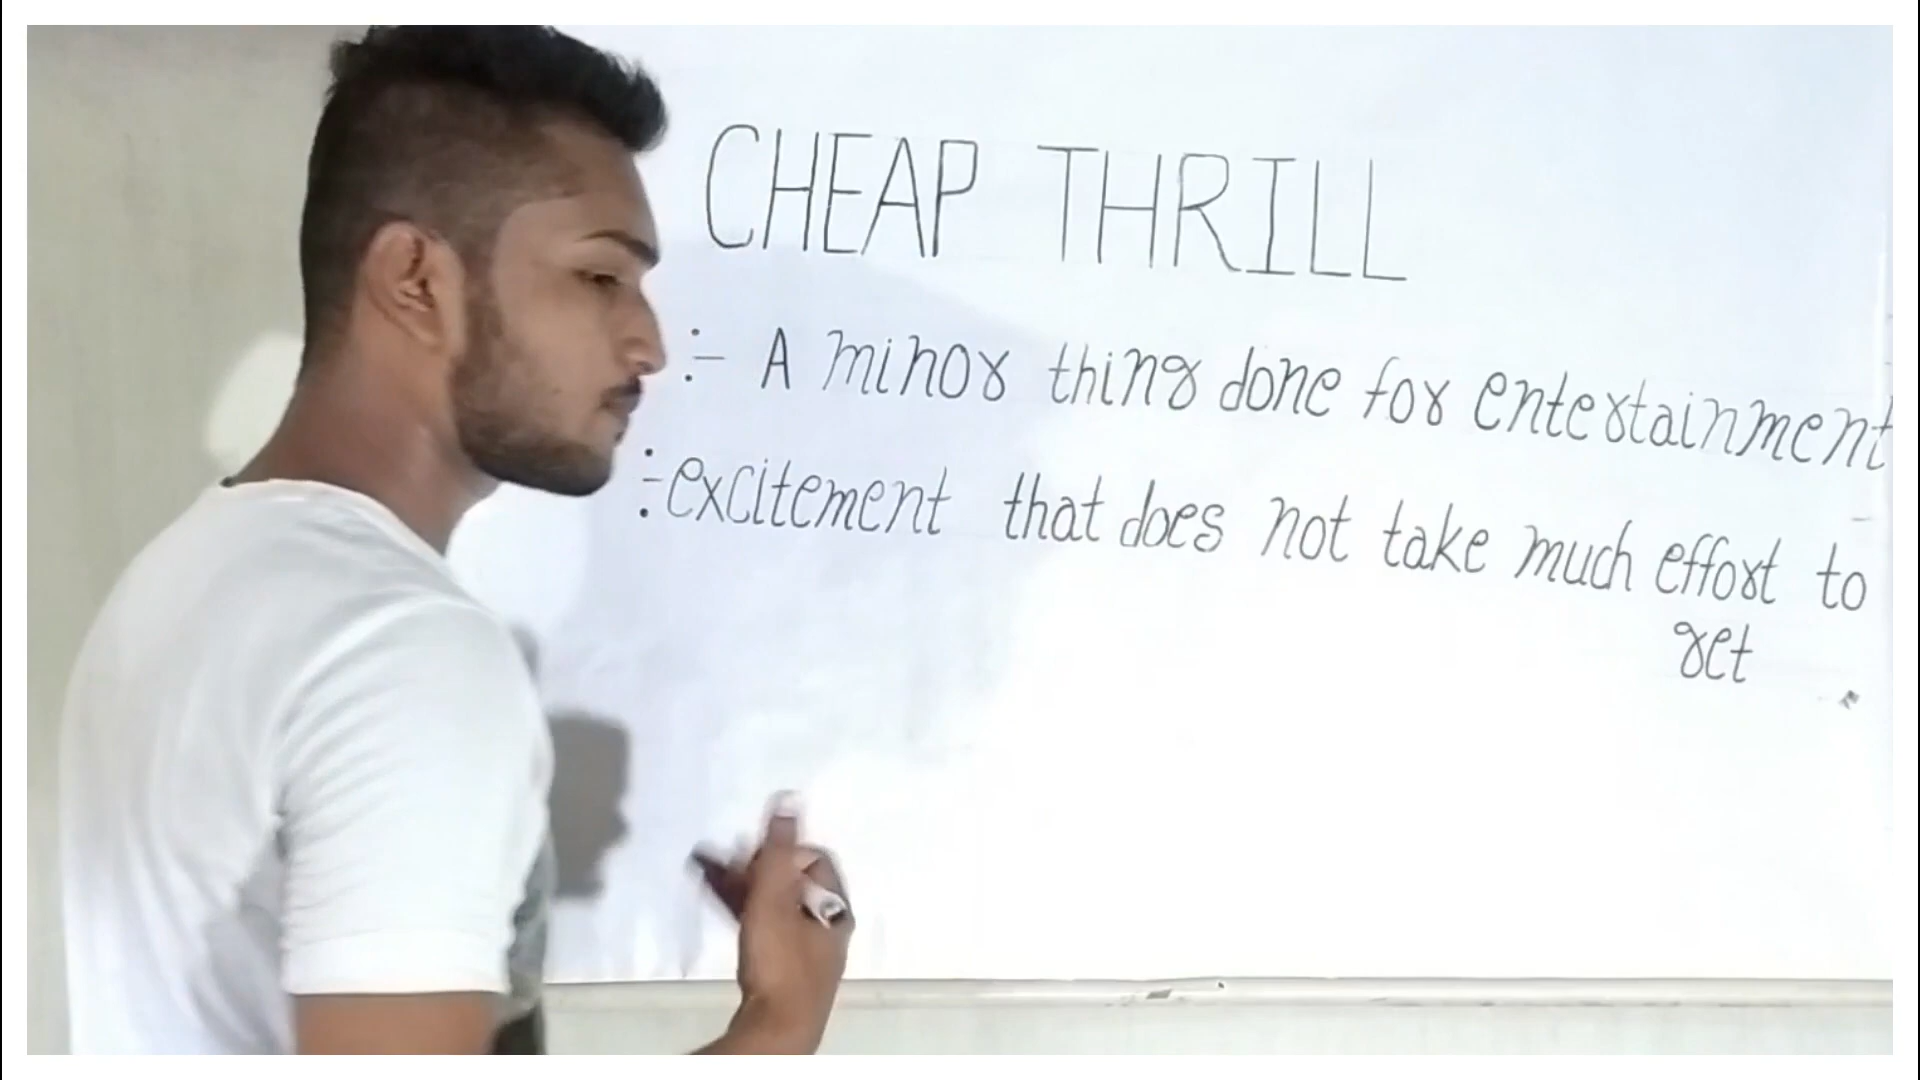 CHEAP THRILL
:- A minor thing done for entertainment
:- excitement that does not take much effort to
get